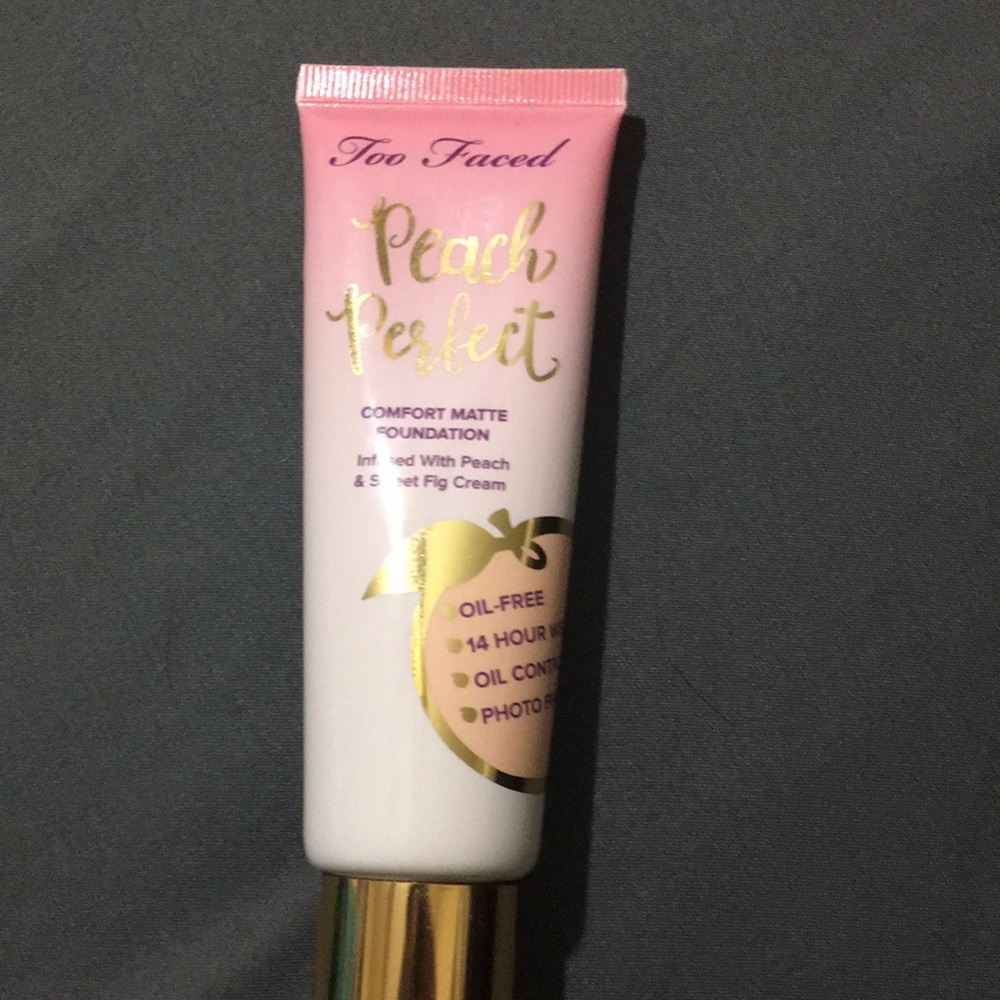 Too Faced
Peach
Perfect
COMFORT MATTE
FOUNDATION
Infused With Peach
& Sweet Fig Cream
OIL-FREE
14 HOUR
OIL
PHOTO